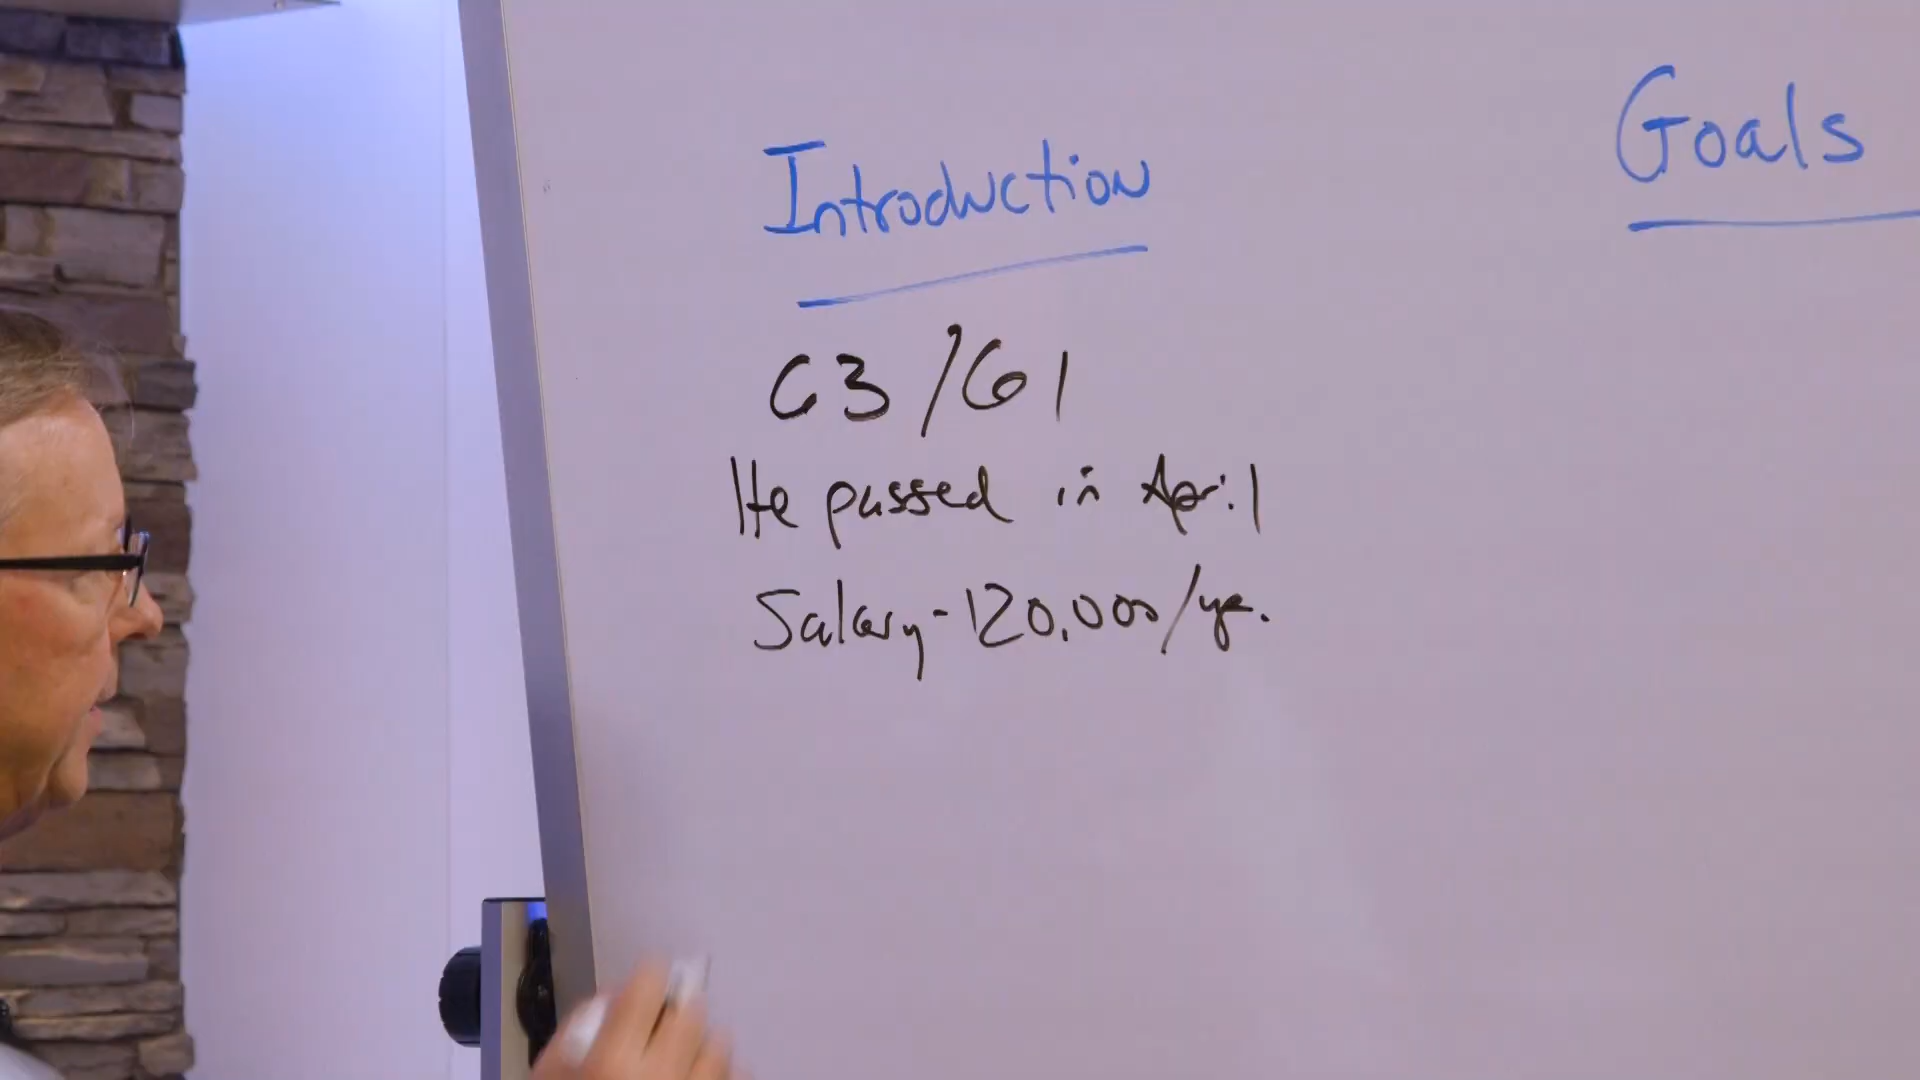 Introduction
63/61
He passed in April
Salary-120,000/yr.
Goals